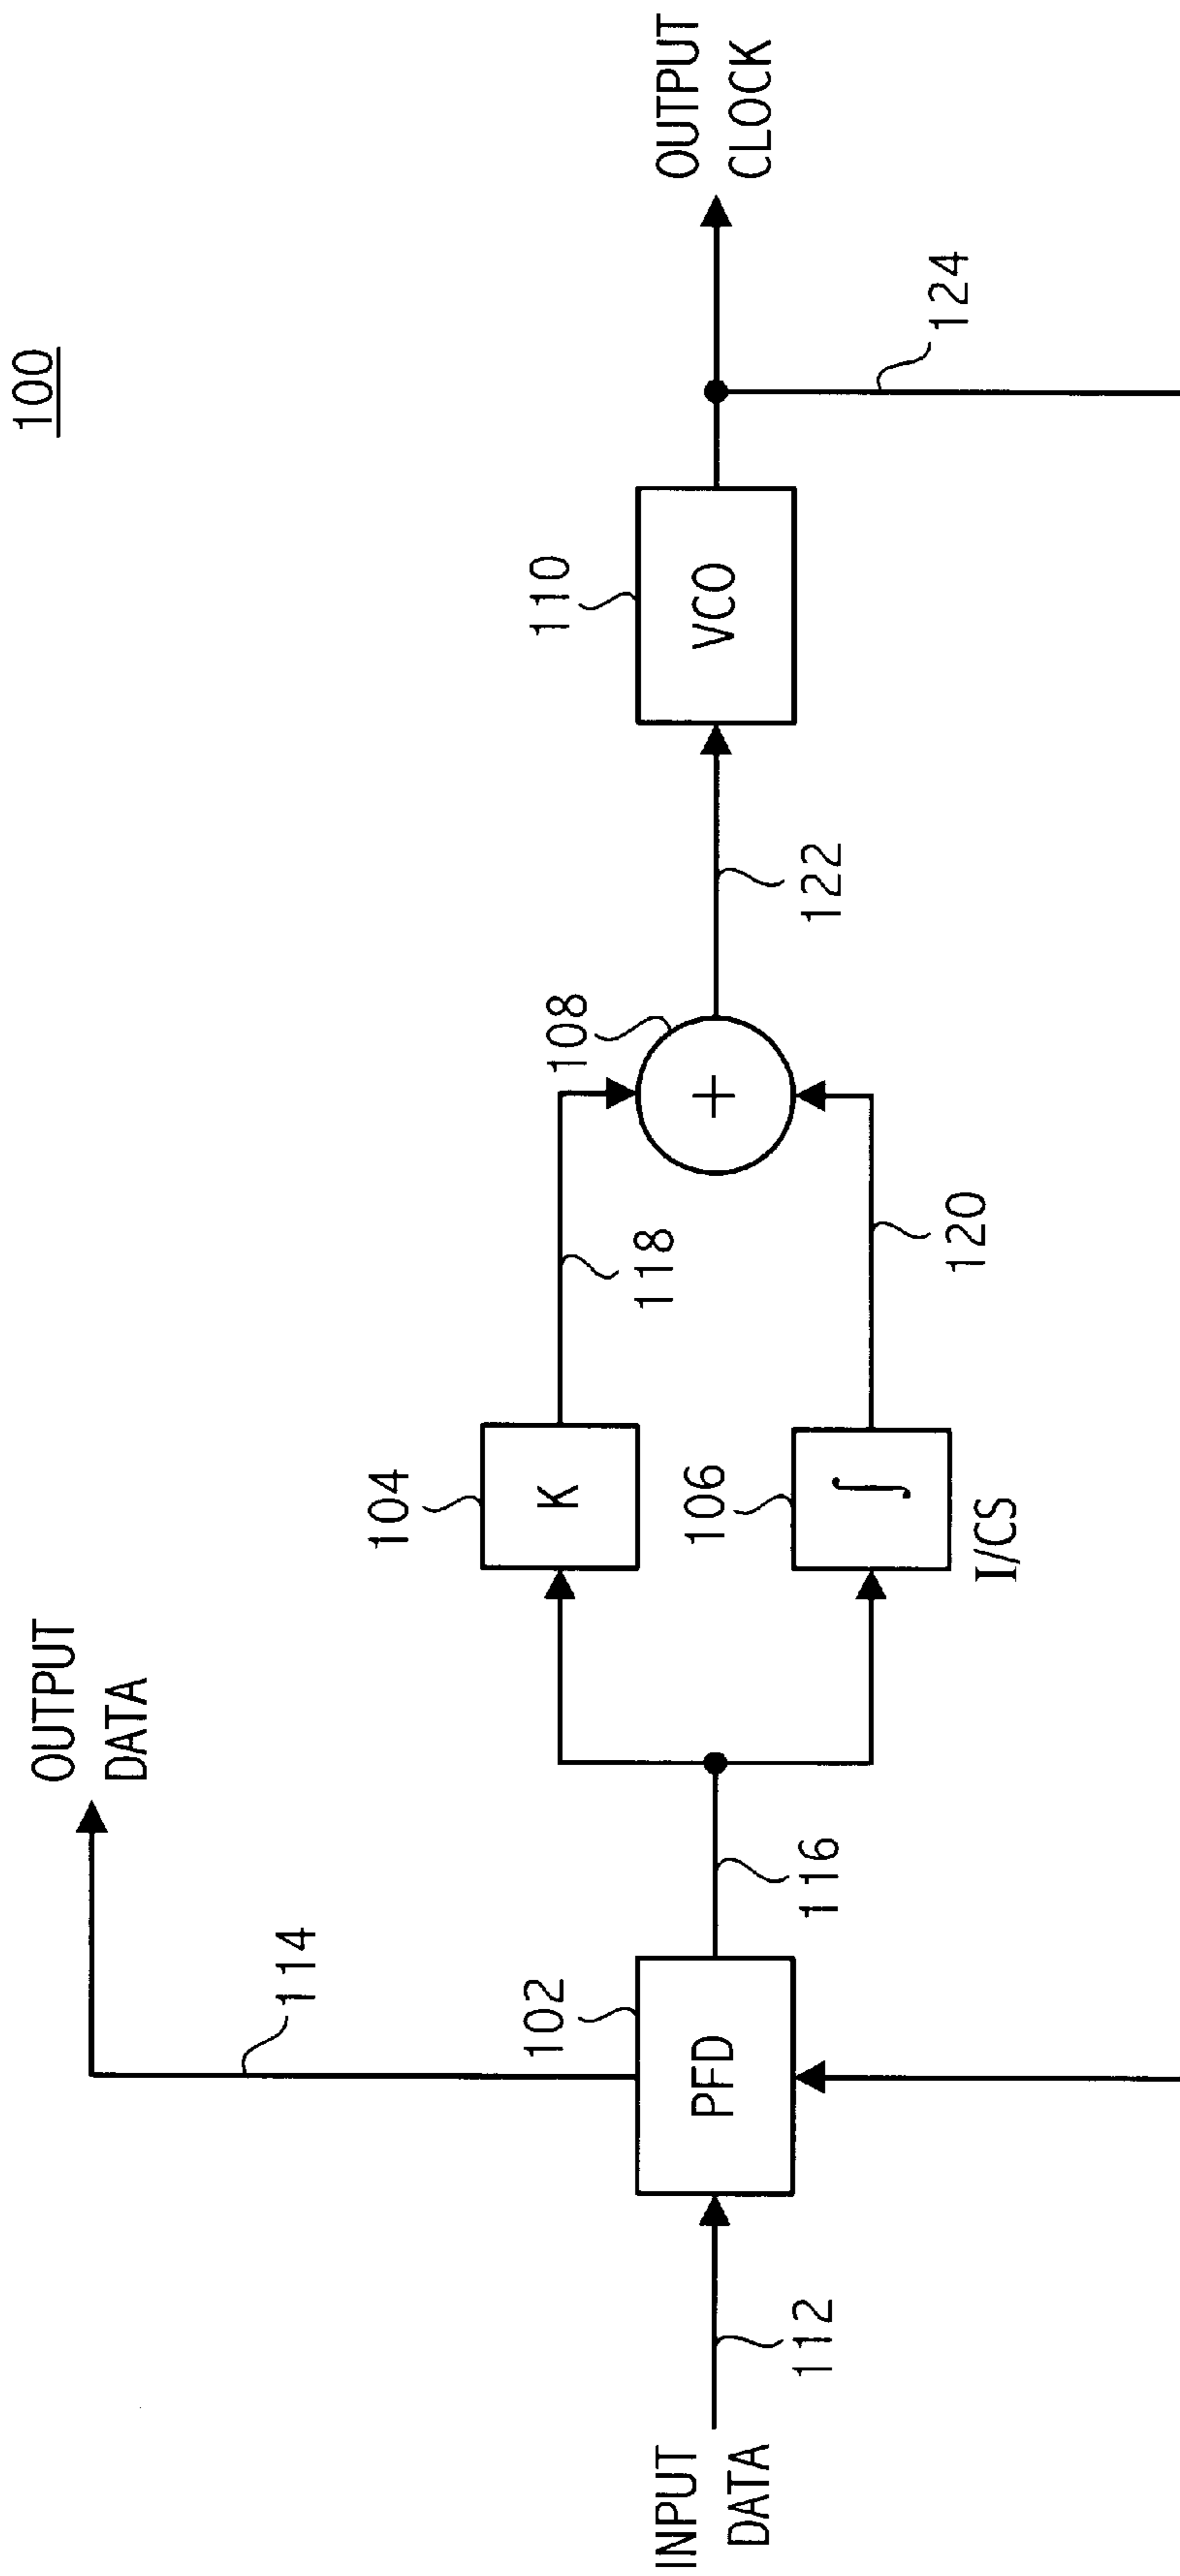 100
OUTPUT
DATA
114
104
K
118
108
110
OUTPUT
CLOCK
INPUT
DATA
112
102
PFD
116
+
122
VCO
124
106
∫
I/CS
120